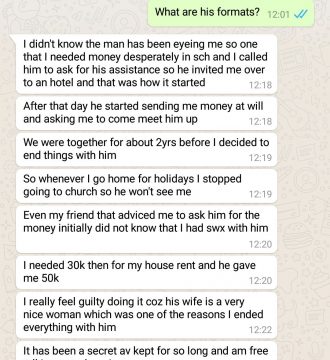 What are his formats? 12:01
I didn't know the man has been eyeing me so one
that I needed money desperately in sch and I called
him to ask for his assistance so he invited me over
to an hotel and that was how it started
12:18
After that day he started sending me money at will
and asking me to come meet him up
12:18
We were together for about 2yrs before I decided to
end things with him
12:19
So whenever I go home for holidays I stopped
going to church so he won't see me
12:19
Even my friend that adviced me to ask him for the
money initially did not know that I had swx with him
12:20
I needed 30k then for my house rent and he gave
me 50k
12:20
I really feel guilty doing it coz his wife is a very
nice woman which was one of the reasons I ended
everything with him
12:22
It has been a secret av kept for so long and am free